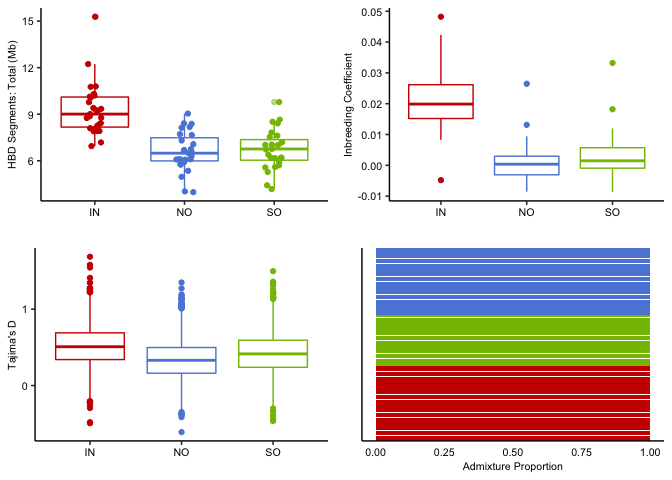 HBD Segments: Total (Mb)
15
12
9
6
IN NO SO
Inbreeding Coefficient
0.05
0.04
0.03
0.02
0.01
0.00
-0.01
IN NO SO
Tajima's D
1
0
IN NO SO
0.00 0.25 0.50 0.75 1.00
Admixture Proportion